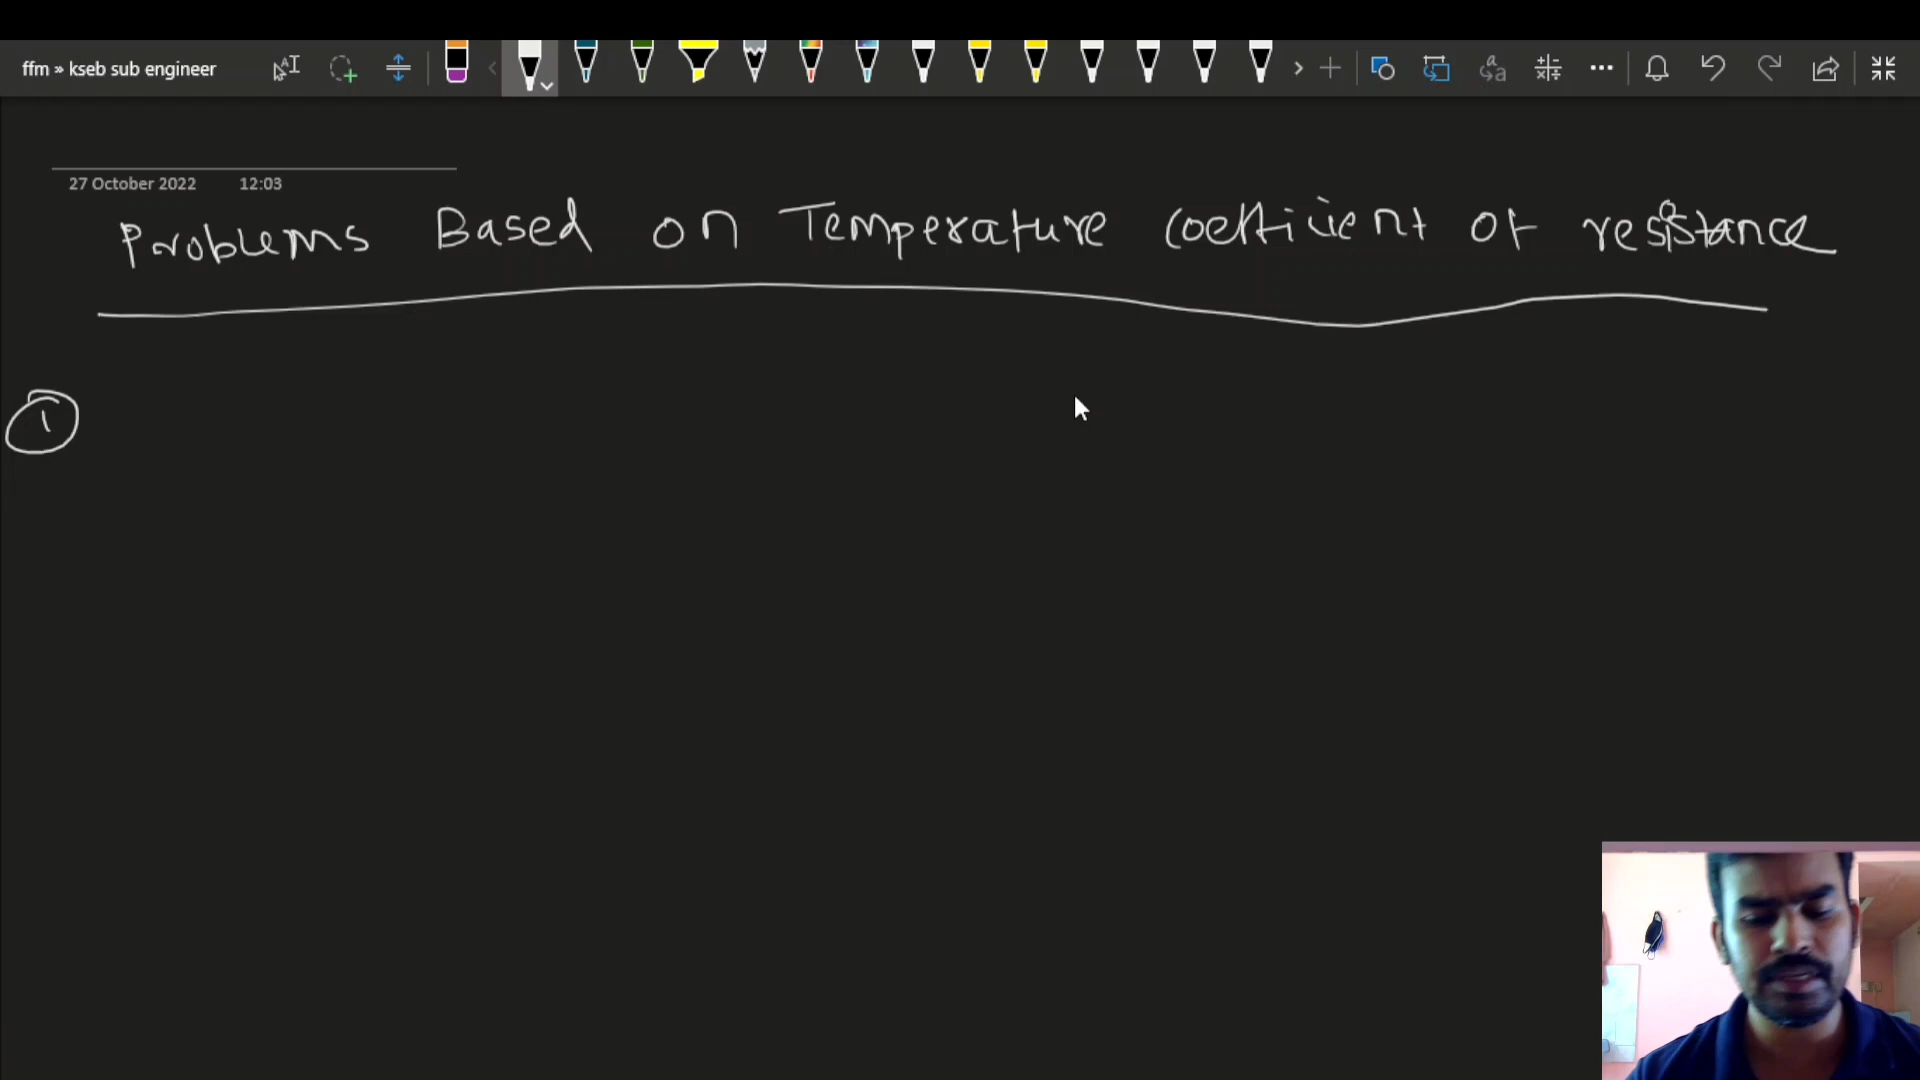 ffm » kseb sub engineer
27 October 2022 12:03
Problems Based on Temperature coefficient of resistance
1